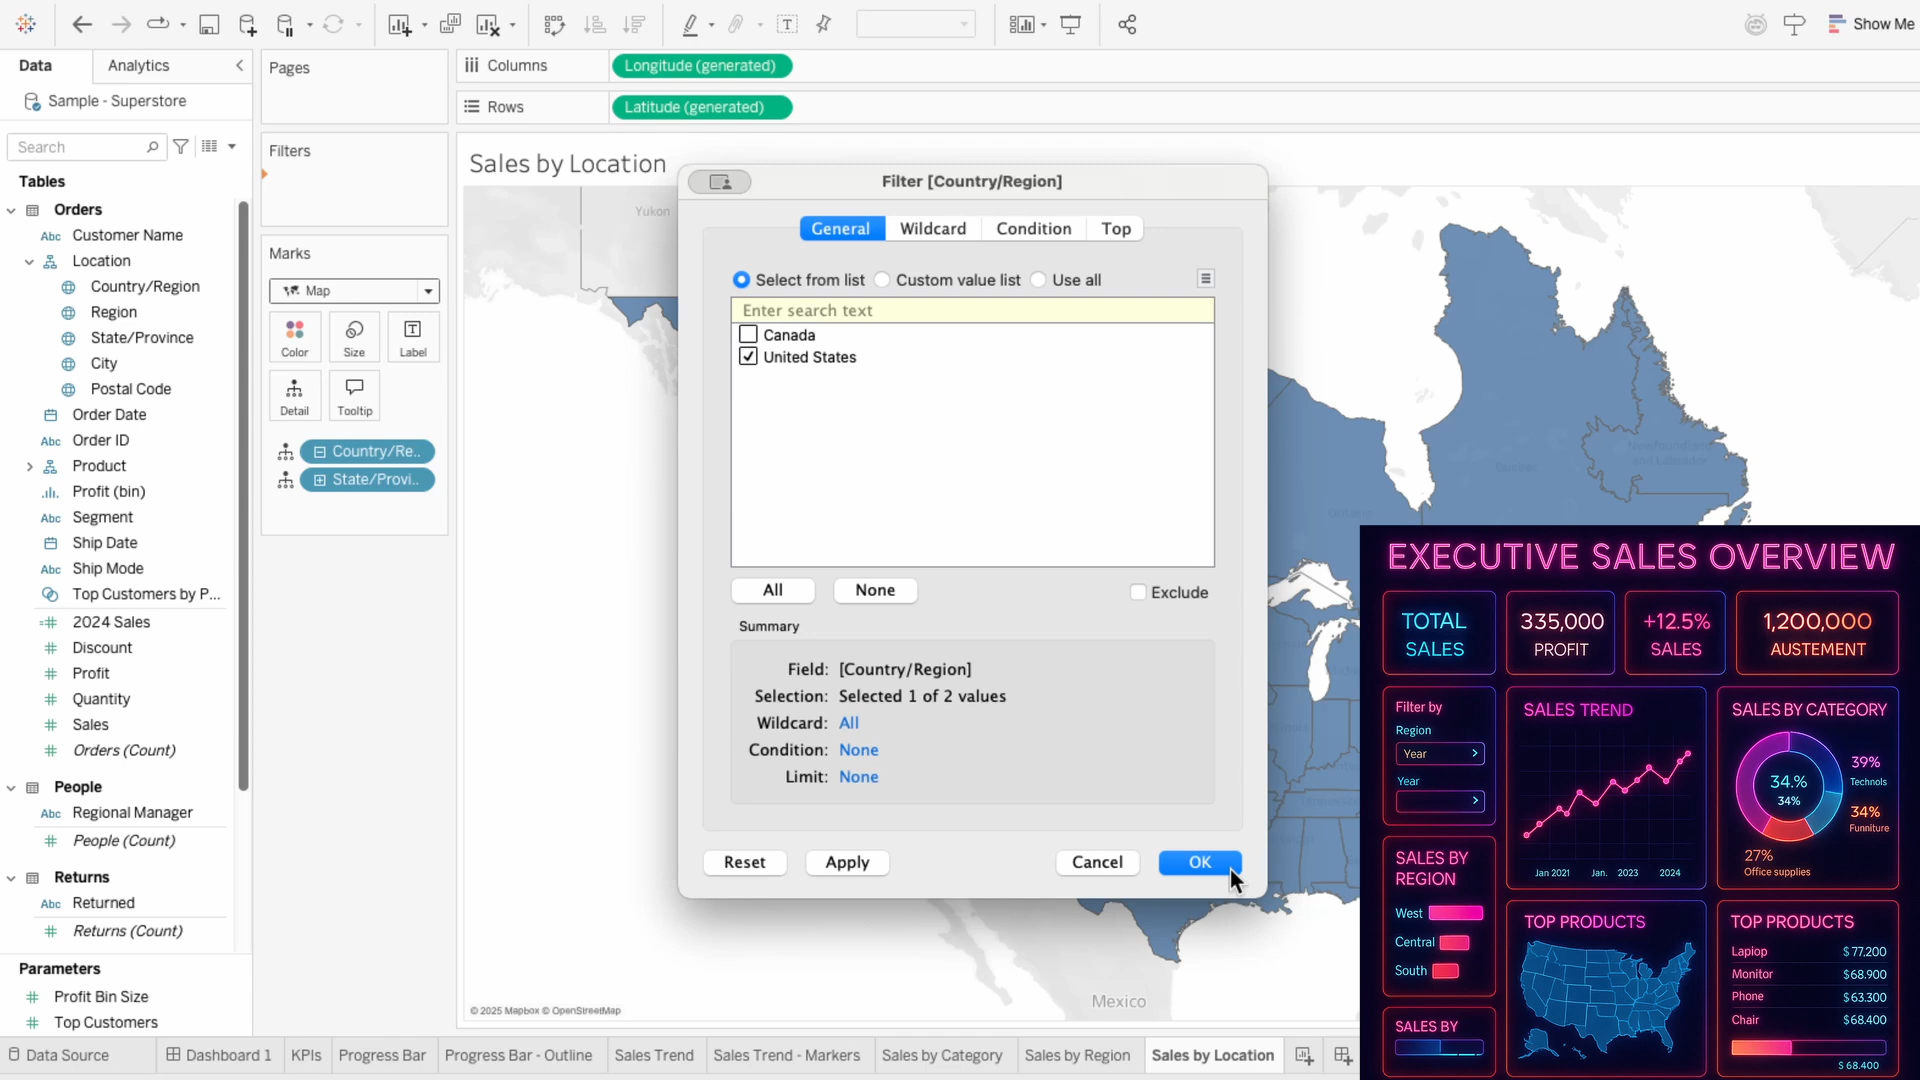 Show Me
Data
Analytics
Sample - Superstore
Search
Tables
Orders
Abc Customer Name
Location
Country/Region
Region
State/Province
City
Postal Code
Order Date
Abc Order ID
Product
Profit (bin)
Abc Segment
Ship Date
Abc Ship Mode
Top Customers by P...
2024 Sales
Discount
Profit
Quantity
Sales
Orders (Count)
People
Abc Regional Manager
People (Count)
Returns
Abc Returned
Returns (Count)
Parameters
Profit Bin Size
Top Customers
Pages
Filters
Marks
Map
Color
Size
Label
Detail
Tooltip
Country/Re..
State/Provi..
Columns
Longitude (generated)
Rows
Latitude (generated)
Sales by Location
Yukon
Mexico
© 2025 Mapbox © OpenStreetMap
Filter [Country/Region]
General
Wildcard
Condition
Top
Select from list
Custom value list
Use all
Enter search text
Canada
United States
All
None
Exclude
Summary
Field: [Country/Region]
Selection: Selected 1 of 2 values
Wildcard: All
Condition: None
Limit: None
Reset
Apply
Cancel
OK
EXECUTIVE SALES OVERVIEW
TOTAL
SALES
335,000
PROFIT
+12.5%
SALES
1,200,000
AUSTEMENT
Filter by
Region
Year
Year
SALES TREND
Jan 2021
Jan.
2023
2024
SALES BY CATEGORY
34.%
34%
39%
Technols
34%
Funniture
27%
Office supplies
SALES BY
REGION
West
Central
South
SALES BY
TOP PRODUCTS
TOP PRODUCTS
Lapiop $77,200
Monitor $68.900
Phone $63.300
Chair $68.400
$ 68.400
Data Source
Dashboard 1
KPIs
Progress Bar
Progress Bar - Outline
Sales Trend
Sales Trend - Markers
Sales by Category
Sales by Region
Sales by Location